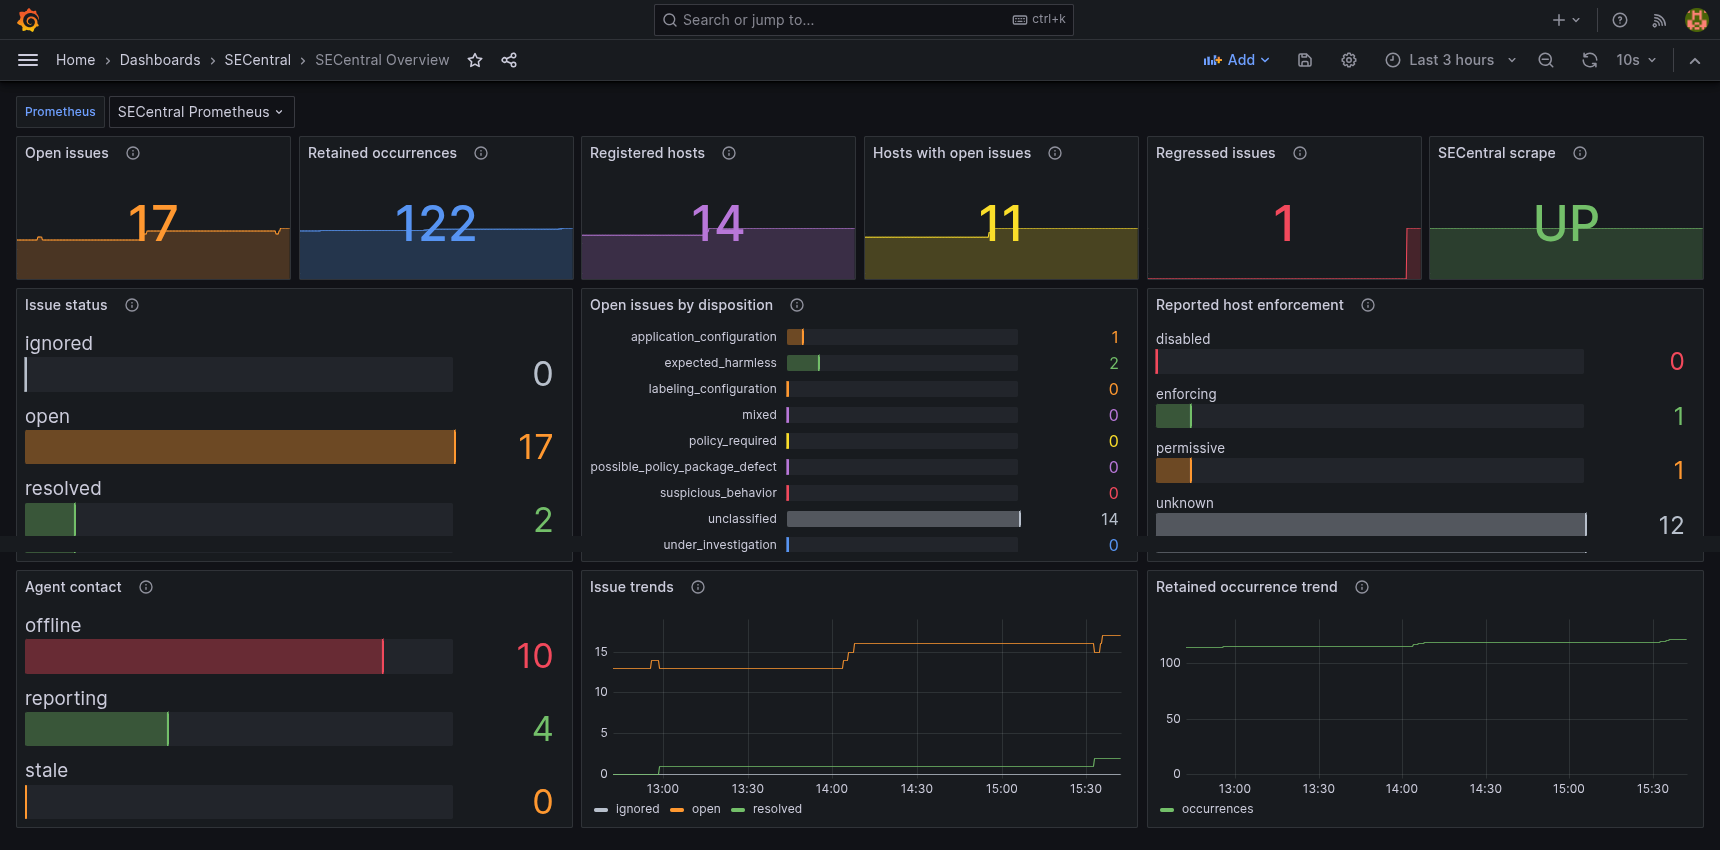 Search or jump to...
ctrl+k
Home › Dashboards › SECentral › SECentral Overview
Add
Last 3 hours
10s
Prometheus
SECentral Prometheus
Open issues
17
Retained occurrences
122
Registered hosts
14
Hosts with open issues
11
Regressed issues
1
SECentral scrape
UP
Issue status
ignored
0
open
17
resolved
2
Open issues by disposition
application_configuration 1
expected_harmless 2
labeling_configuration 0
mixed 0
policy_required 0
possible_policy_package_defect 0
suspicious_behavior 0
unclassified 14
under_investigation 0
Reported host enforcement
disabled
0
enforcing
1
permissive
1
unknown
12
Agent contact
offline
10
reporting
4
stale
0
Issue trends
15
10
5
0
13:00 13:30 14:00 14:30 15:00 15:30
ignored open resolved
Retained occurrence trend
100
50
0
13:00 13:30 14:00 14:30 15:00 15:30
occurrences